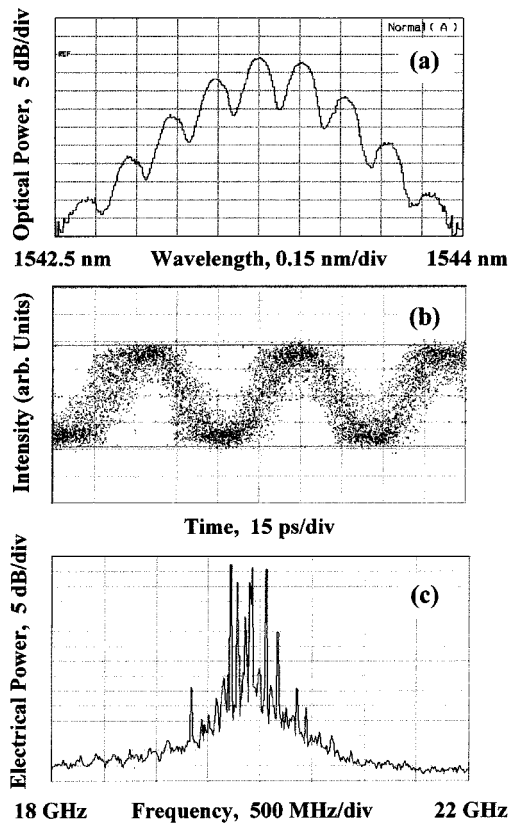 Normal ( A )
REF
(a)
Optical Power, 5 dB/div
1542.5 nm Wavelength, 0.15 nm/div 1544 nm
(b)
Intensity (arb. Units)
Time, 15 ps/div
(c)
Electrical Power, 5 dB/div
18 GHz Frequency, 500 MHz/div 22 GHz